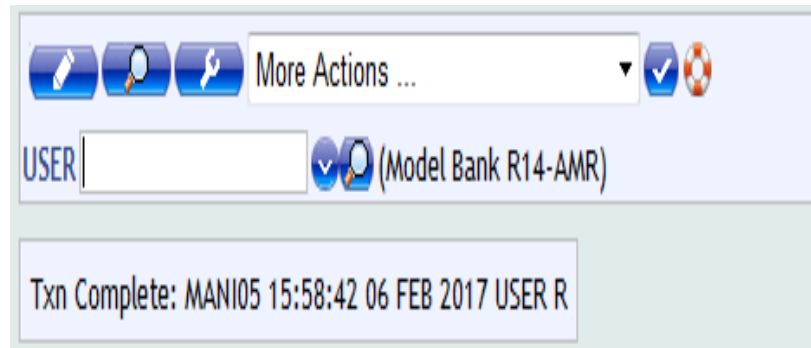 More Actions ...
USER (Model Bank R14-AMR)
Txn Complete: MANI05 15:58:42 06 FEB 2017 USER R